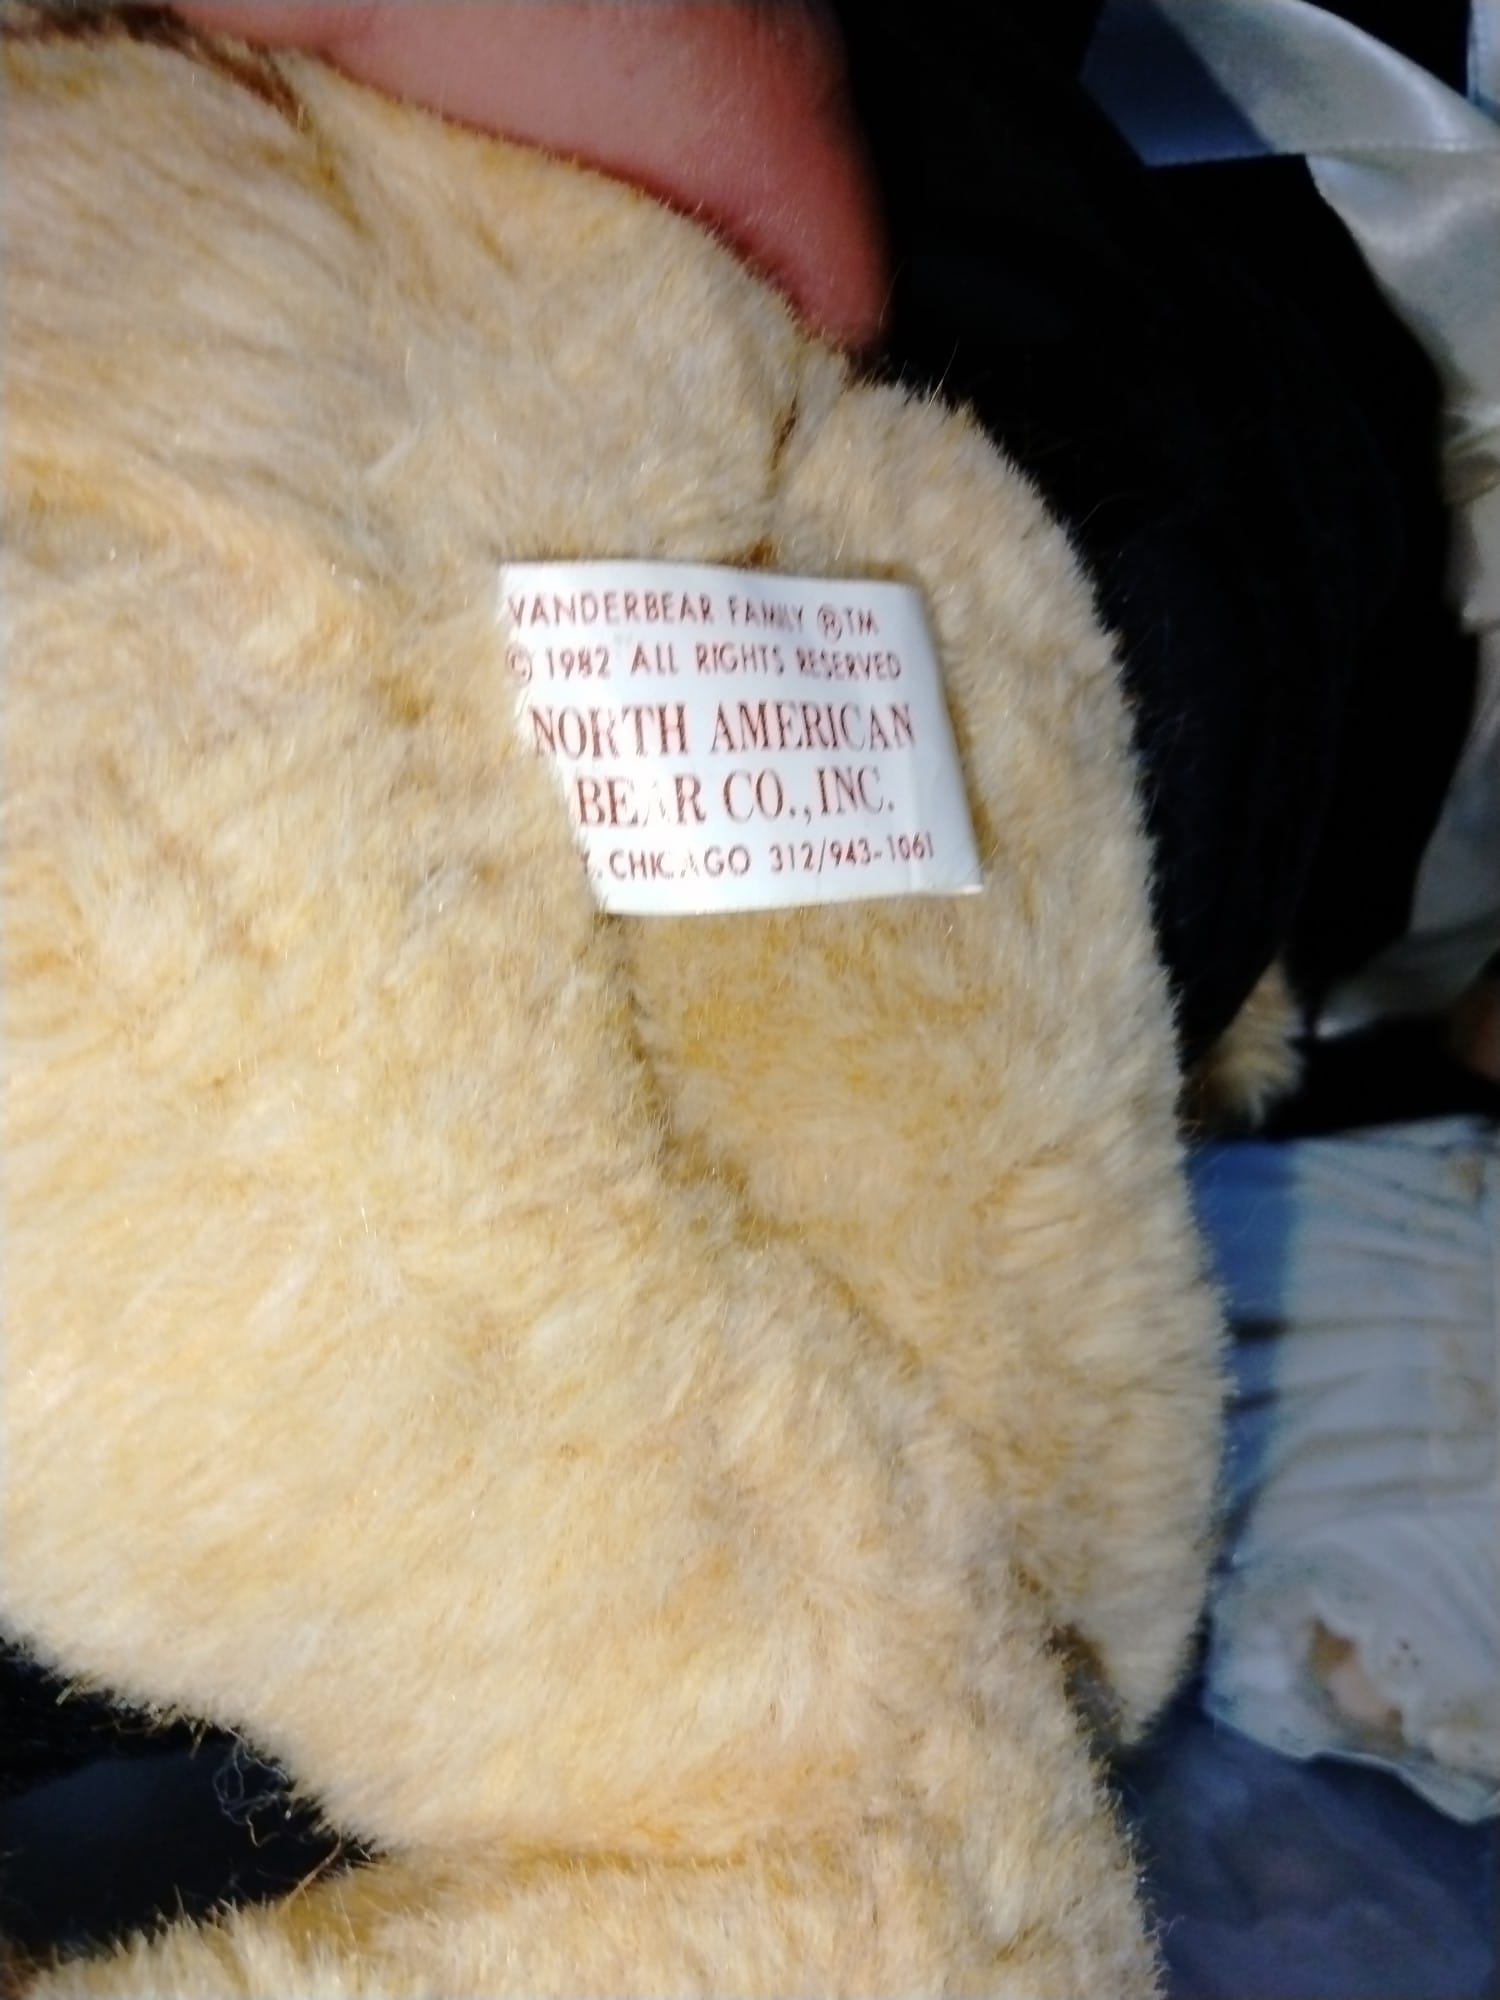 VANDERBEAR FAMILY ®TM
© 1982 ALL RIGHTS RESERVED
NORTH AMERICAN
BEAR CO., INC.
. CHICAGO 312/943-1061